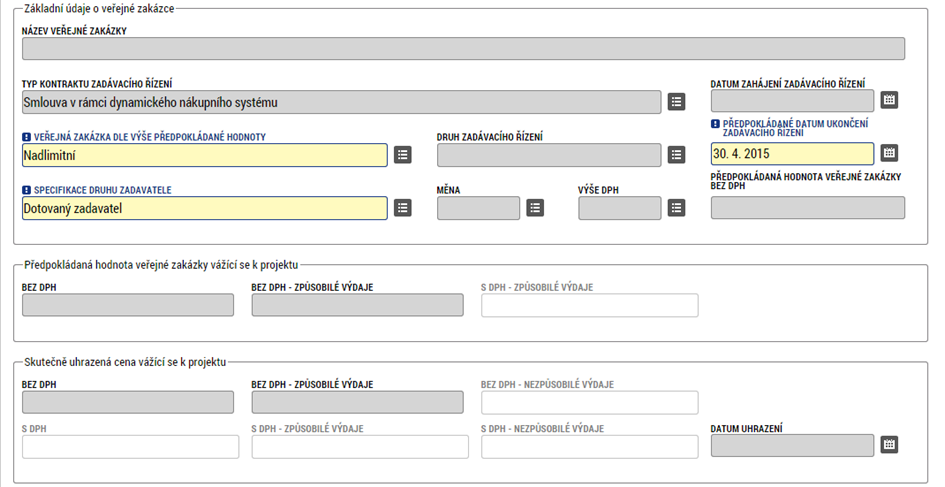 Základní údaje o veřejné zakázce
NÁZEV VEŘEJNÉ ZAKÁZKY
TYP KONTRAKTU ZADÁVACÍHO ŘÍZENÍ
DATUM ZAHÁJENÍ ZADÁVACÍHO ŘÍZENÍ
Smlouva v rámci dynamického nákupního systému
VEŘEJNÁ ZAKÁZKA DLE VÝŠE PŘEDPOKLÁDANÉ HODNOTY
DRUH ZADÁVACÍHO ŘÍZENÍ
PŘEDPOKLÁDANÉ DATUM UKONČENÍ
ZADÁVACÍHO ŘÍZENÍ
Nadlimitní
30. 4. 2015
SPECIFIKACE DRUHU ZADAVATELE
MĚNA
VÝŠE DPH
PŘEDPOKLÁDANÁ HODNOTA VEŘEJNÉ ZAKÁZKY
BEZ DPH
Dotovaný zadavatel
Předpokládaná hodnota veřejné zakázky vážící se k projektu
BEZ DPH
BEZ DPH - ZPŮSOBILÉ VÝDAJE
S DPH - ZPŮSOBILÉ VÝDAJE
Skutečně uhrazená cena vážící se k projektu
BEZ DPH
BEZ DPH - ZPŮSOBILÉ VÝDAJE
BEZ DPH - NEZPŮSOBILÉ VÝDAJE
S DPH
S DPH - ZPŮSOBILÉ VÝDAJE
S DPH - NEZPŮSOBILÉ VÝDAJE
DATUM UHRAZENÍ